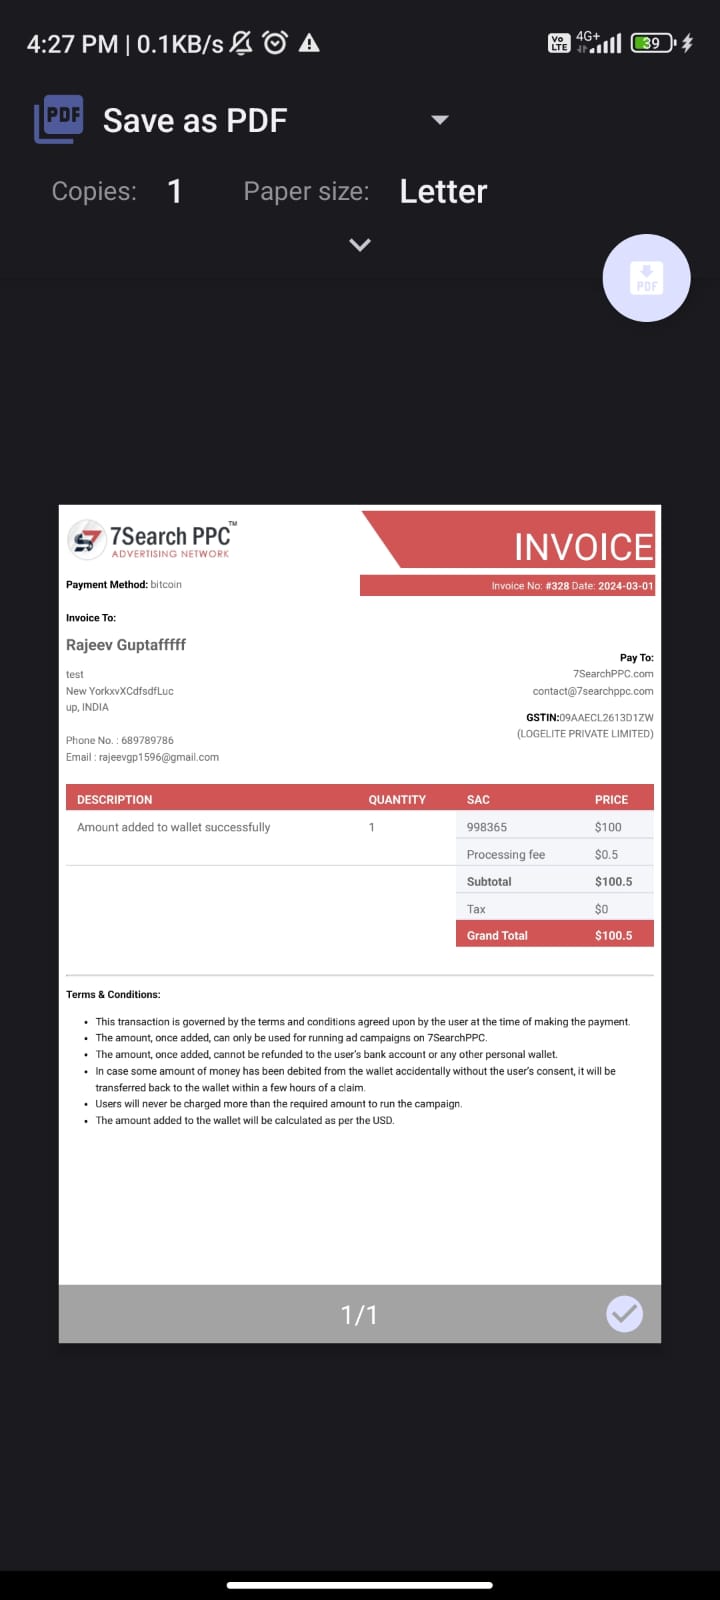 4:27 PM | 0.1KB/s
Vo LTE 4G+ 39
PDF Save as PDF
Copies: 1 Paper size: Letter
PDF
7Search PPC™
ADVERTISING NETWORK
INVOICE
Payment Method: bitcoin
Invoice No: #328 Date: 2024-03-01
Invoice To:
Rajeev Guptafffff
Pay To:
test
7SearchPPC.com
New YorkxvXCdfsdfLuc
contact@7searchppc.com
up, INDIA
GSTIN:09AAECL2613D1ZW
(LOGELITE PRIVATE LIMITED)
Phone No. : 689789786
Email : rajeevgp1596@gmail.com
DESCRIPTION QUANTITY SAC PRICE
Amount added to wallet successfully 1 998365 $100
Processing fee $0.5
Subtotal $100.5
Tax $0
Grand Total $100.5
Terms & Conditions:
• This transaction is governed by the terms and conditions agreed upon by the user at the time of making the payment.
• The amount, once added, can only be used for running ad campaigns on 7SearchPPC.
• The amount, once added, cannot be refunded to the user's bank account or any other personal wallet.
• In case some amount of money has been debited from the wallet accidentally without the user's consent, it will be
transferred back to the wallet within a few hours of a claim.
• Users will never be charged more than the required amount to run the campaign.
• The amount added to the wallet will be calculated as per the USD.
1/1